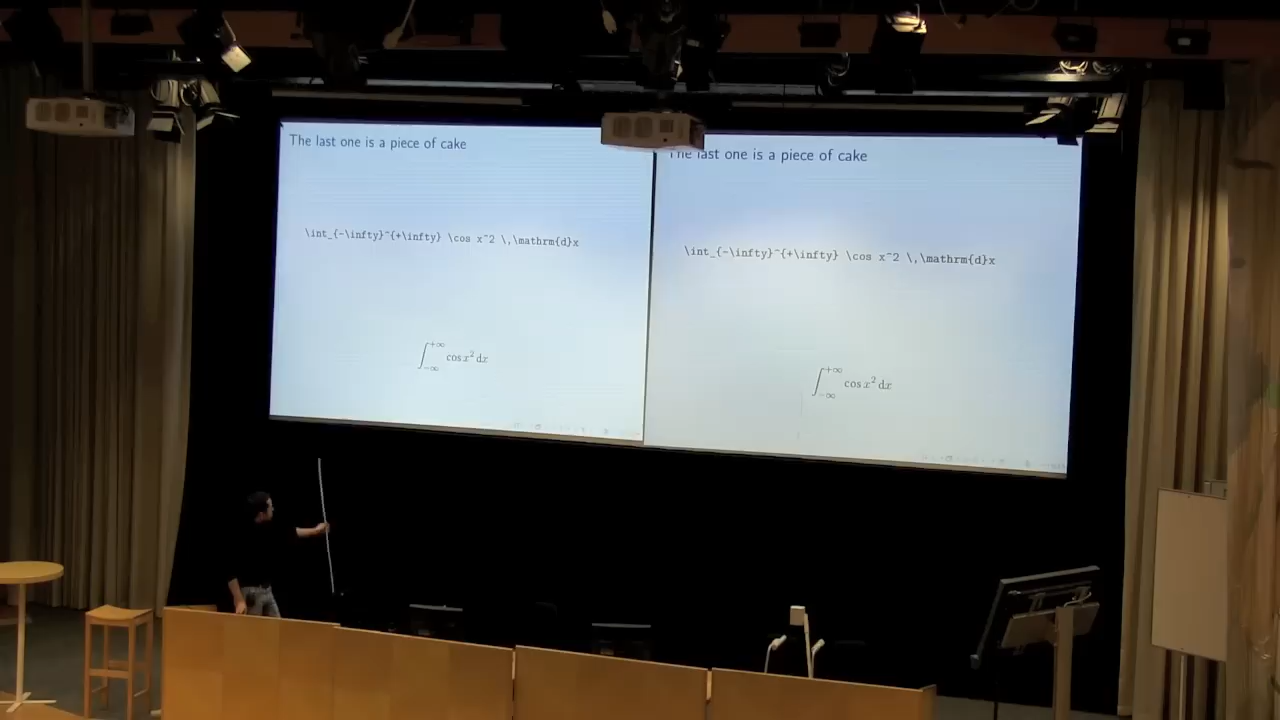 The last one is a piece of cake
\int_{-\infty}^{+\infty} \cos x^2 \,\mathrm{d}x
∫_{-∞}^{+∞} cos x² dx
The last one is a piece of cake
\int_{-\infty}^{+\infty} \cos x^2 \,\mathrm{d}x
∫_{-∞}^{+∞} cos x² dx